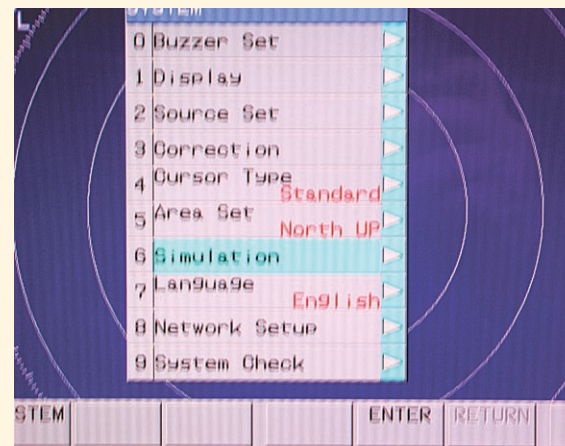 L
SYSTEM
0 Buzzer Set
1 Display
2 Source Set
3 Correction
4 Cursor Type
Standard
5 Area Set
North UP
6 Simulation
7 Language
English
8 Network Setup
9 System Check
STEM ENTER RETURN